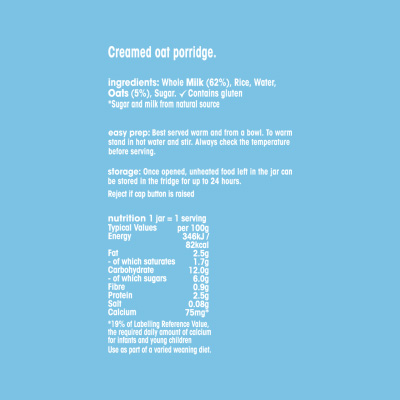 Creamed oat porridge.
ingredients: Whole Milk (62%), Rice, Water,
Oats (5%), Sugar. ✓ Contains gluten
*Sugar and milk from natural source
easy prep: Best served warm and from a bowl. To warm
stand in hot water and stir. Always check the temperature
before serving.
storage: Once opened, unheated food left in the jar can
be stored in the fridge for up to 24 hours.
Reject if cap button is raised
nutrition 1 jar = 1 serving
Typical Values per 100g
Energy 346kJ /
82kcal
Fat 2.5g
- of which saturates 1.7g
Carbohydrate 12.0g
- of which sugars 6.0g
Fibre 0.9g
Protein 2.5g
Salt 0.08g
Calcium 75mg*
*19% of Labelling Reference Value,
the required daily amount of calcium
for infants and young children
Use as part of a varied weaning diet.